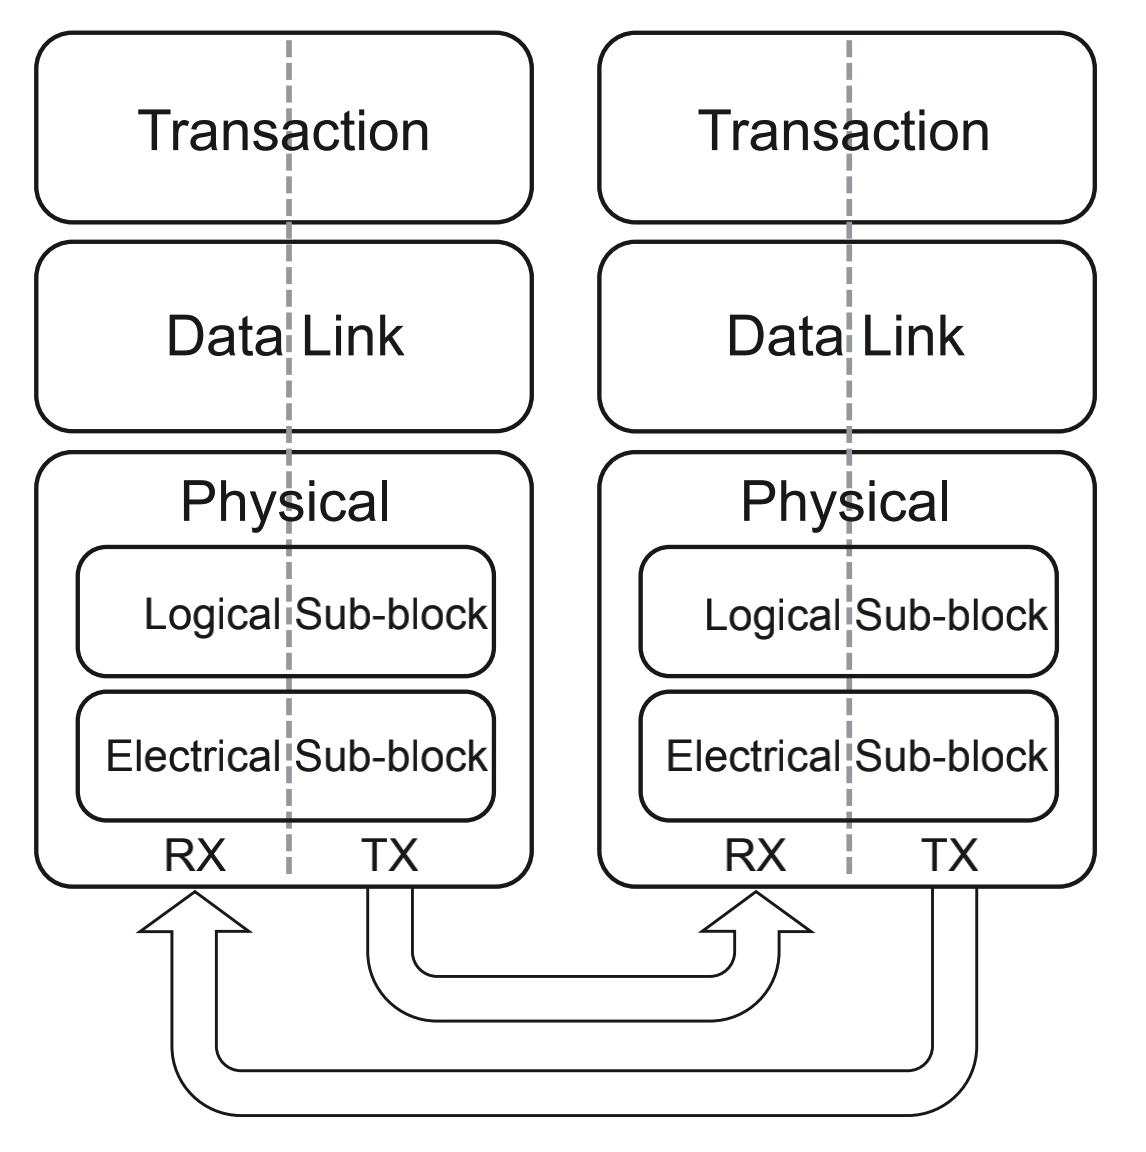 Transaction
Data Link
Physical
Logical Sub-block
Electrical Sub-block
RX TX
Transaction
Data Link
Physical
Logical Sub-block
Electrical Sub-block
RX TX